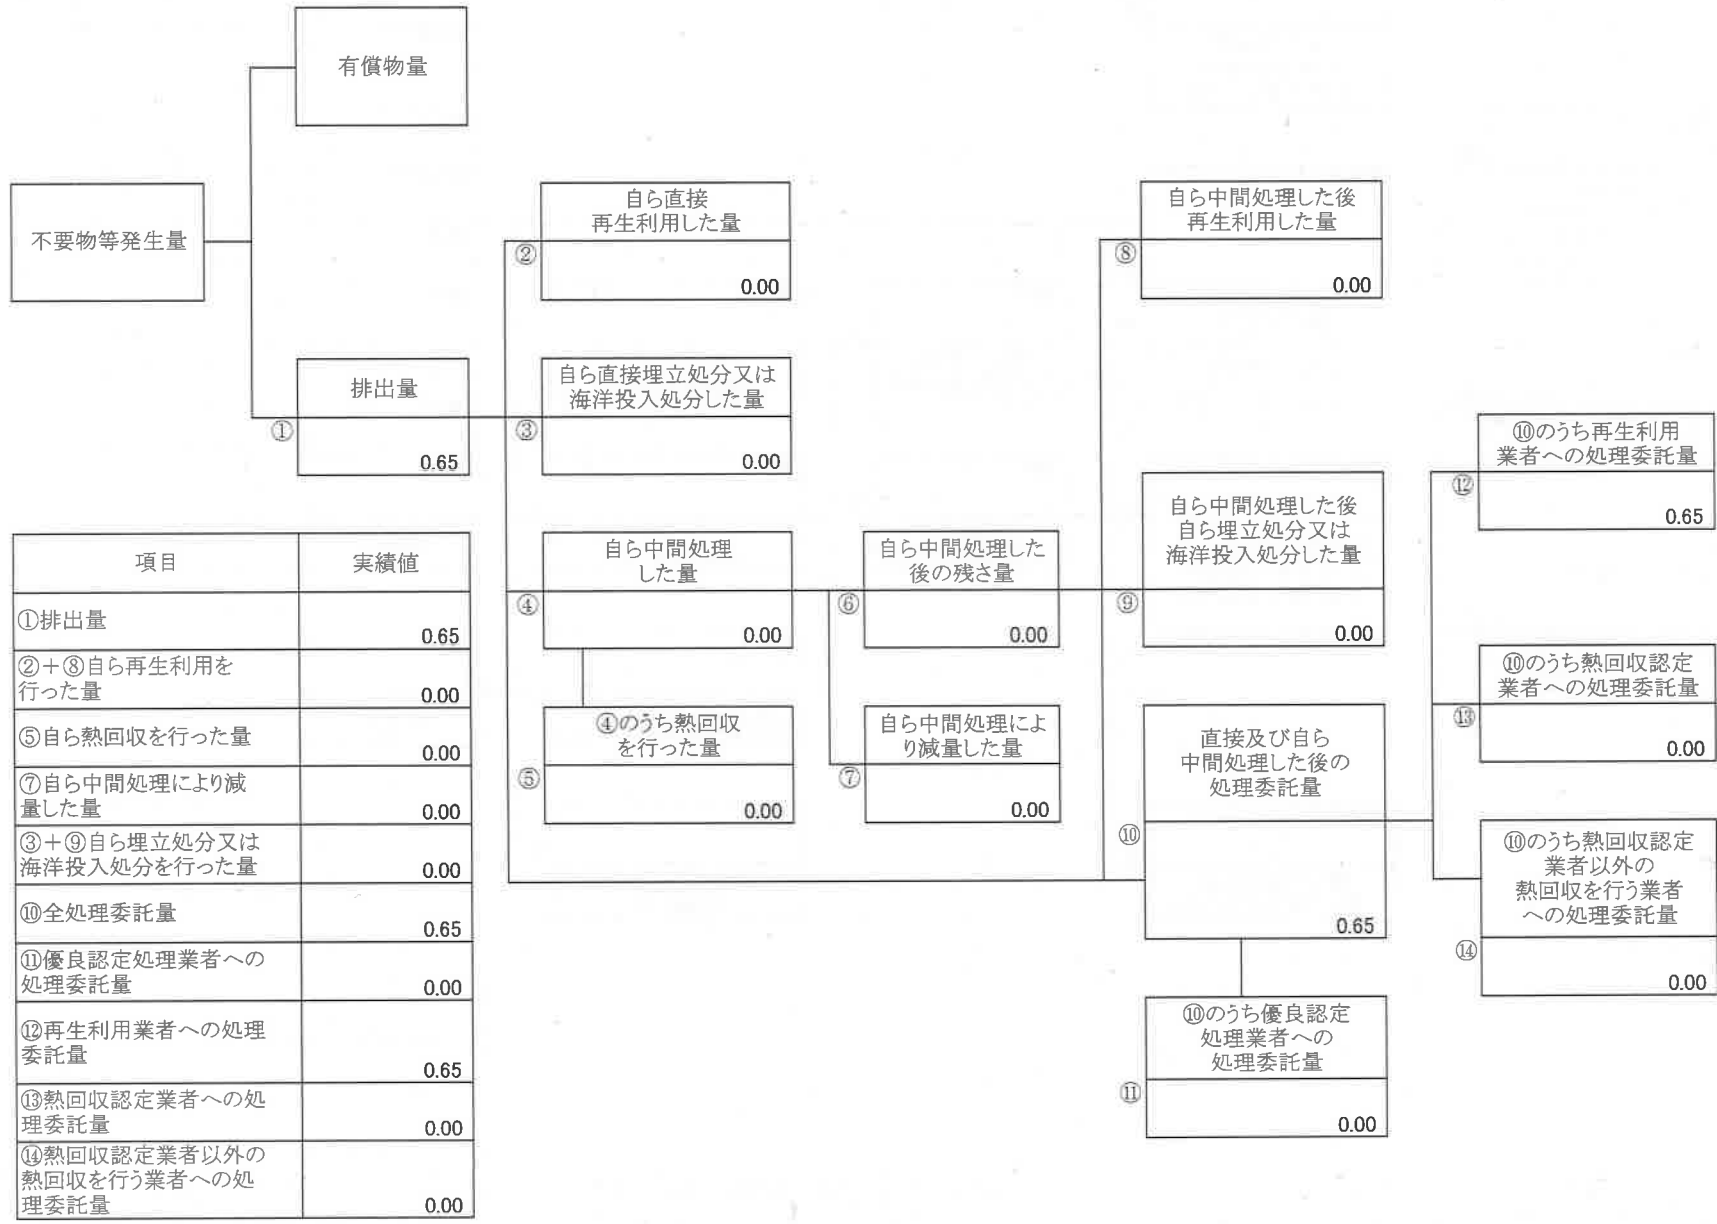 有償物量
不要物等発生量
排出量
①
0.65
自ら直接
再生利用した量
②
0.00
自ら直接埋立処分又は
海洋投入処分した量
③
0.00
自ら中間処理
した量
④
0.00
④のうち熱回収
を行った量
⑤
0.00
自ら中間処理した
後の残さ量
⑥
0.00
自ら中間処理によ
り減量した量
⑦
0.00
自ら中間処理した後
再生利用した量
⑧
0.00
自ら中間処理した後
自ら埋立処分又は
海洋投入処分した量
⑨
0.00
直接及び自ら
中間処理した後の
処理委託量
⑩
0.65
⑩のうち優良認定
処理業者への
処理委託量
⑪
0.00
⑩のうち再生利用
業者への処理委託量
⑫
0.65
⑩のうち熱回収認定
業者への処理委託量
⑬
0.00
⑩のうち熱回収認定
業者以外の
熱回収を行う業者
への処理委託量
⑭
0.00
項目 実績値
①排出量
0.65
②+⑧自ら再生利用を
行った量
0.00
⑤自ら熱回収を行った量
0.00
⑦自ら中間処理により減
量した量
0.00
③+⑨自ら埋立処分又は
海洋投入処分を行った量
0.00
⑩全処理委託量
0.65
⑪優良認定処理業者への
処理委託量
0.00
⑫再生利用業者への処理
委託量
0.65
⑬熱回収認定業者への処
理委託量
0.00
⑭熱回収認定業者以外の
熱回収を行う業者への処
理委託量
0.00